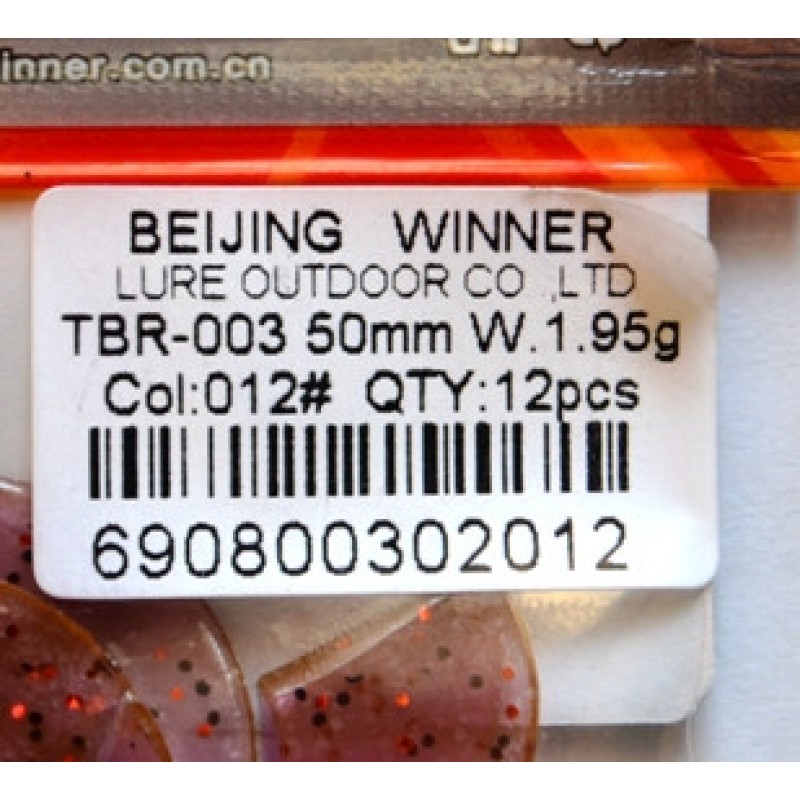 inner.com.cn
BEIJING WINNER
LURE OUTDOOR CO .,LTD
TBR-003 50mm W.1.95g
Col:012# QTY:12pcs
690800302012